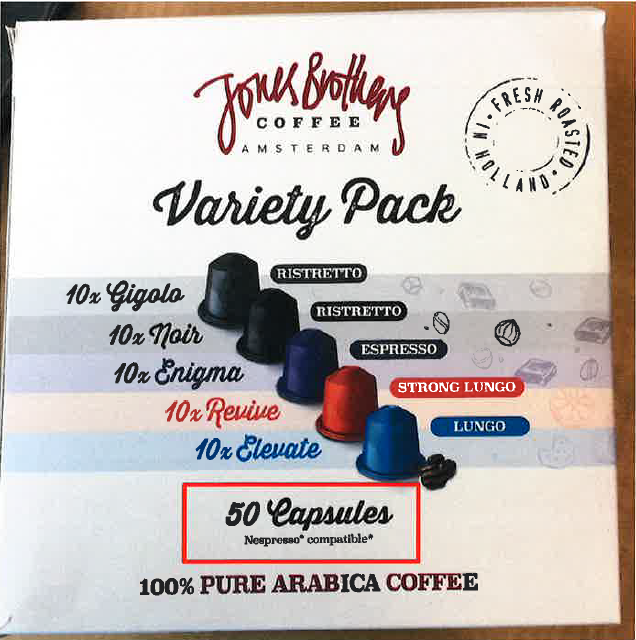 Jones Brothers
COFFEE
AMSTERDAM
FRESH ROASTED • IN HOLLAND •
Variety Pack
RISTRETTO
10x Gigolo
RISTRETTO
10x Noir
ESPRESSO
10x Enigma
STRONG LUNGO
10x Revive
LUNGO
10x Elevate
50 Capsules
Nespresso* compatible*
100% PURE ARABICA COFFEE